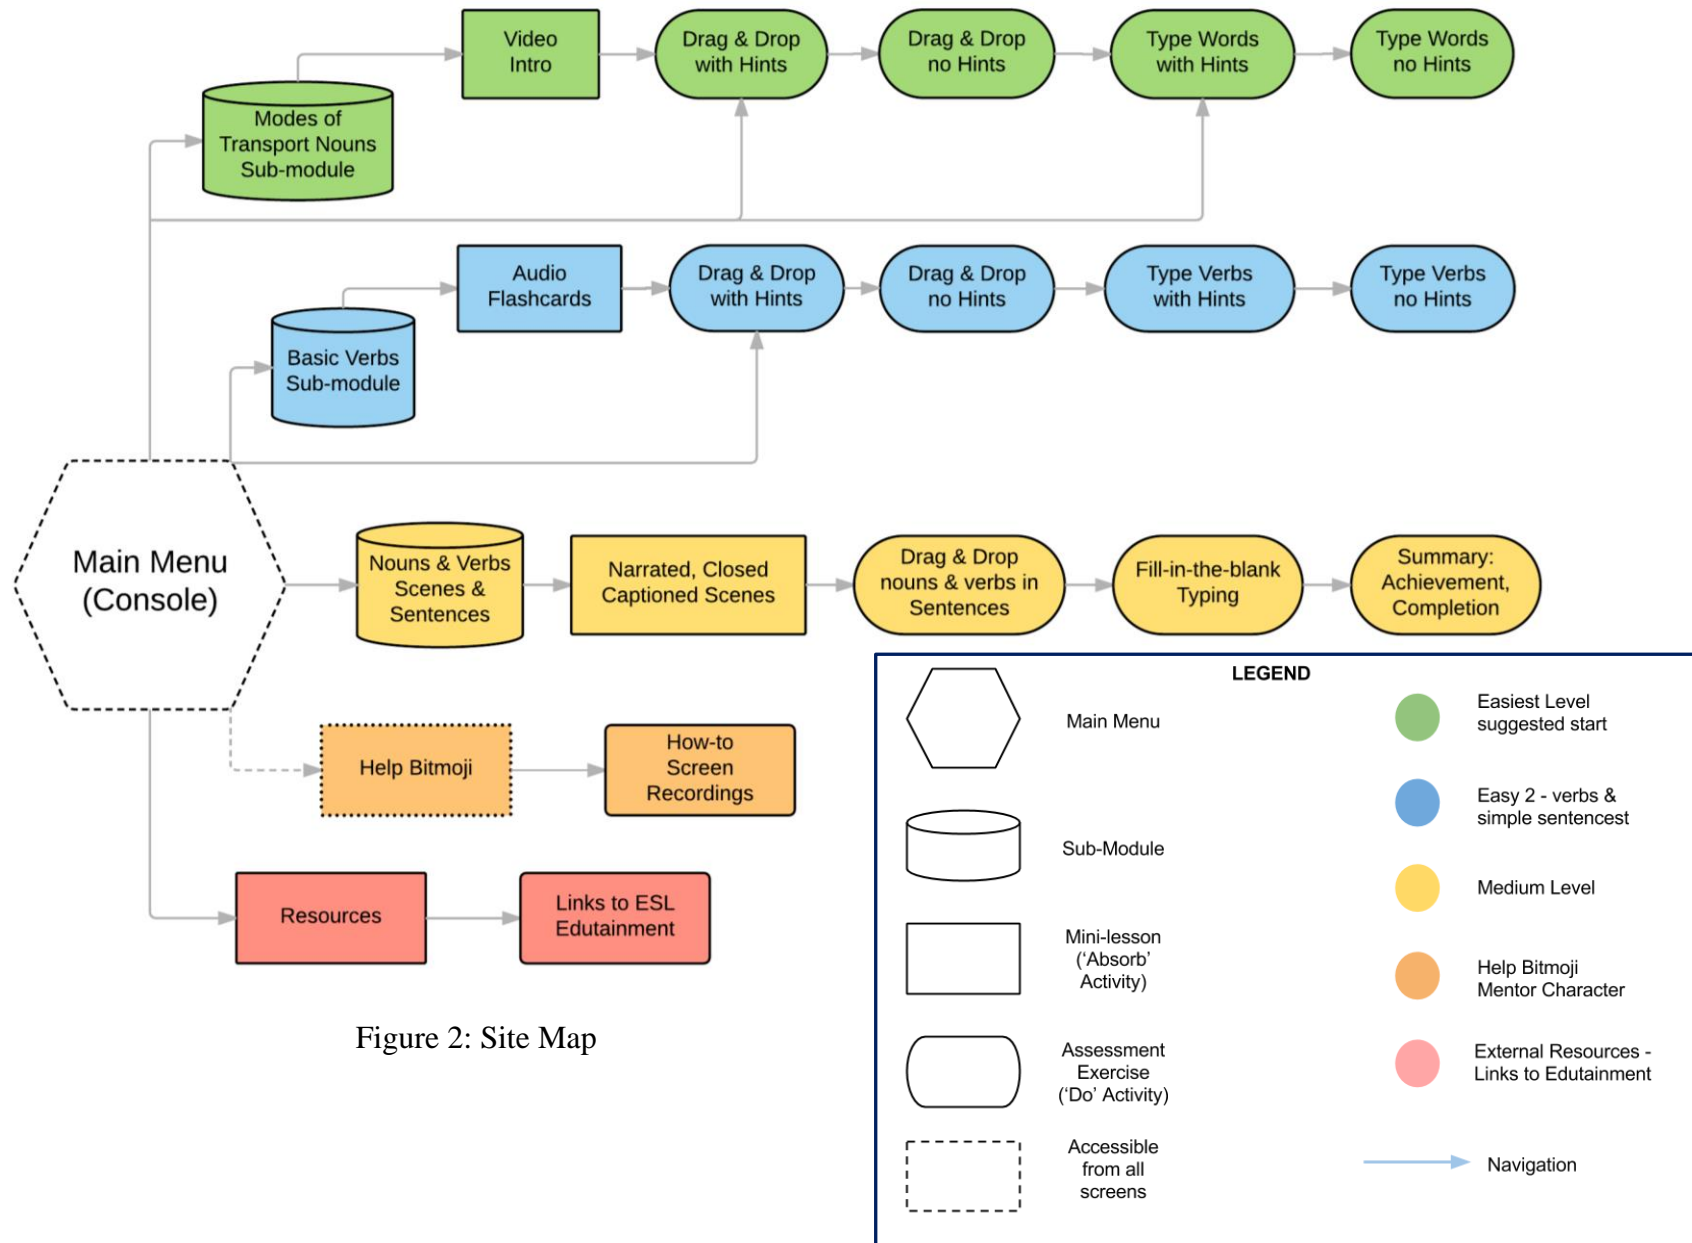 Video
Intro
Drag & Drop
with Hints
Drag & Drop
no Hints
Type Words
with Hints
Type Words
no Hints
Modes of
Transport Nouns
Sub-module
Audio
Flashcards
Drag & Drop
with Hints
Drag & Drop
no Hints
Type Verbs
with Hints
Type Verbs
no Hints
Basic Verbs
Sub-module
Main Menu
(Console)
Nouns & Verbs
Scenes &
Sentences
Narrated, Closed
Captioned Scenes
Drag & Drop
nouns & verbs in
Sentences
Fill-in-the-blank
Typing
Summary:
Achievement,
Completion
Help Bitmoji
How-to
Screen
Recordings
Resources
Links to ESL
Edutainment
Figure 2: Site Map
LEGEND
Main Menu
Sub-Module
Mini-lesson
(‘Absorb’
Activity)
Assessment
Exercise
(‘Do’ Activity)
Accessible
from all
screens
Easiest Level
suggested start
Easy 2 - verbs &
simple sentencest
Medium Level
Help Bitmoji
Mentor Character
External Resources -
Links to Edutainment
Navigation